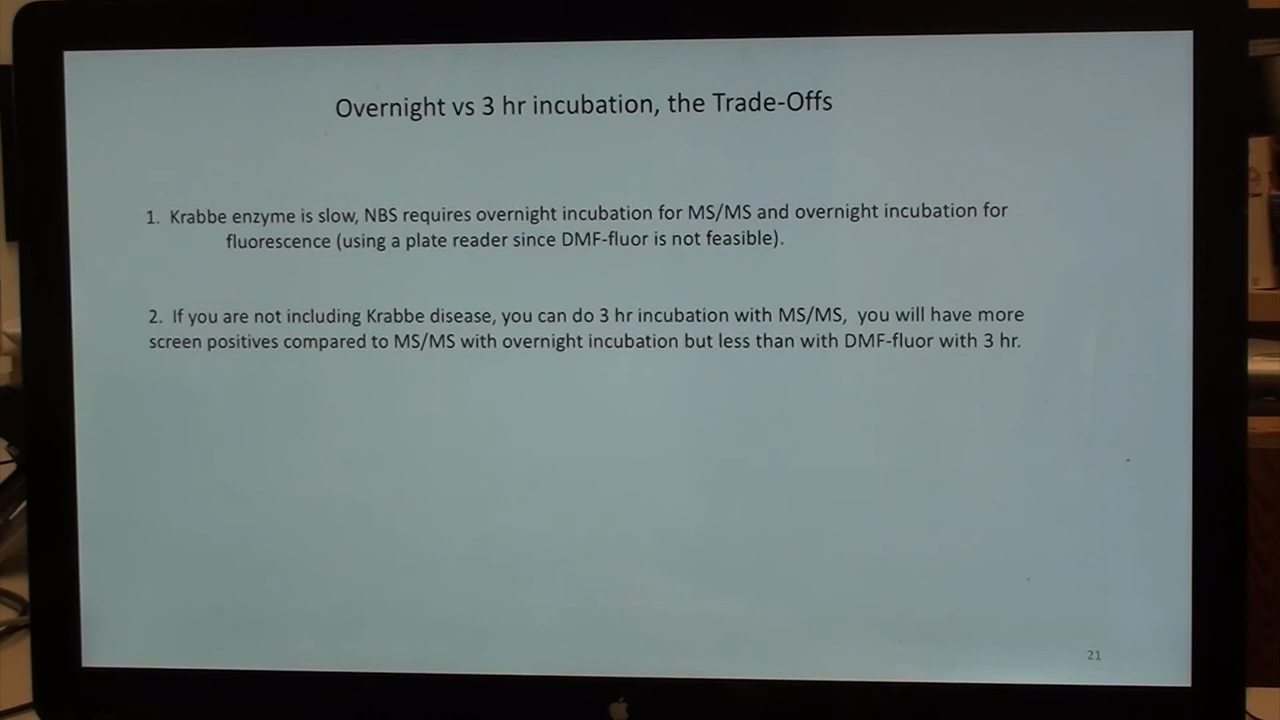 Overnight vs 3 hr incubation, the Trade-Offs
1. Krabbe enzyme is slow, NBS requires overnight incubation for MS/MS and overnight incubation for
fluorescence (using a plate reader since DMF-fluor is not feasible).
2. If you are not including Krabbe disease, you can do 3 hr incubation with MS/MS, you will have more
screen positives compared to MS/MS with overnight incubation but less than with DMF-fluor with 3 hr.
21